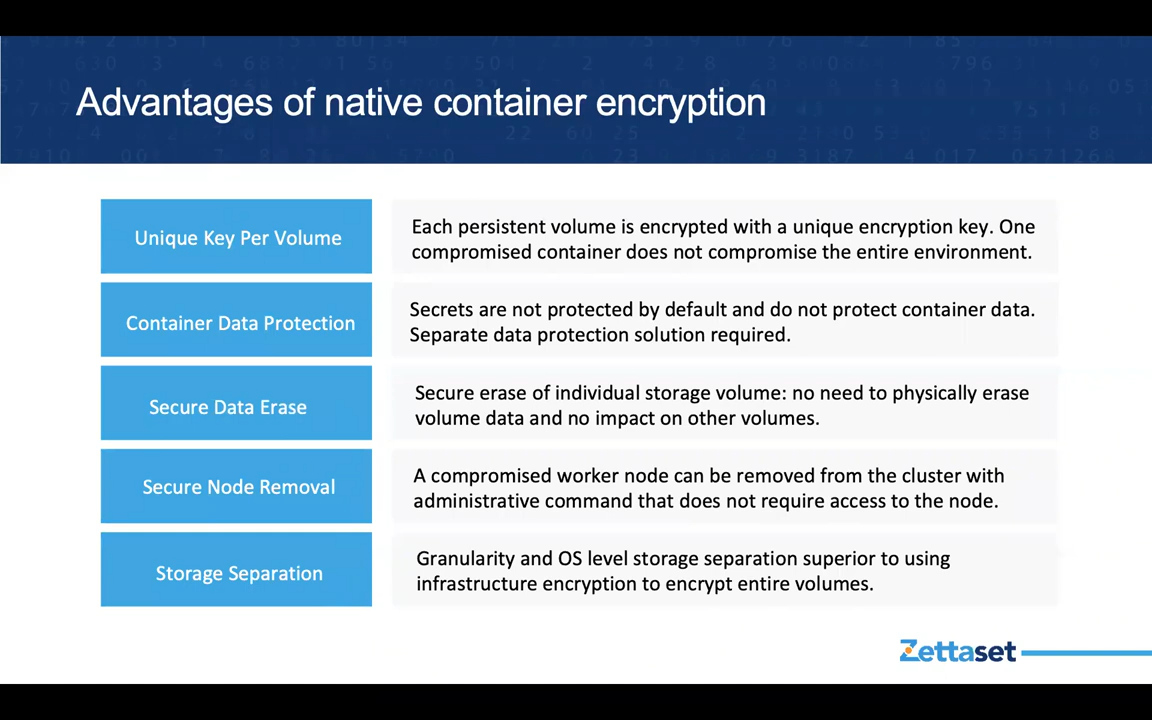 Advantages of native container encryption
Unique Key Per Volume
Each persistent volume is encrypted with a unique encryption key. One
compromised container does not compromise the entire environment.
Container Data Protection
Secrets are not protected by default and do not protect container data.
Separate data protection solution required.
Secure Data Erase
Secure erase of individual storage volume: no need to physically erase
volume data and no impact on other volumes.
Secure Node Removal
A compromised worker node can be removed from the cluster with
administrative command that does not require access to the node.
Storage Separation
Granularity and OS level storage separation superior to using
infrastructure encryption to encrypt entire volumes.
Zettaset